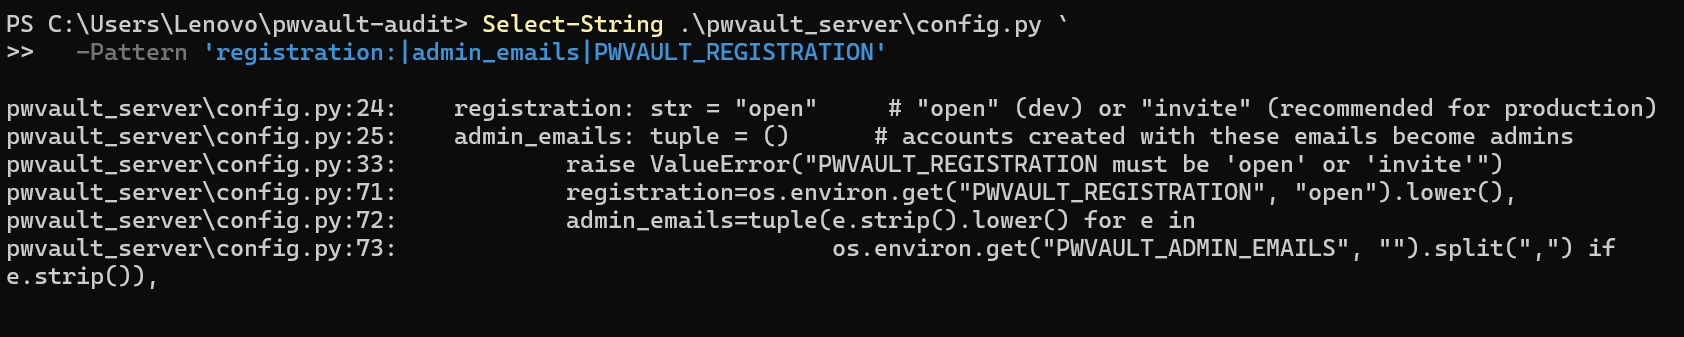 PS C:\Users\Lenovo\pwvault-audit> Select-String .\pwvault_server\config.py `
>>   -Pattern 'registration:|admin_emails|PWVAULT_REGISTRATION'

pwvault_server\config.py:24:    registration: str = "open"     # "open" (dev) or "invite" (recommended for production)
pwvault_server\config.py:25:    admin_emails: tuple = ()      # accounts created with these emails become admins
pwvault_server\config.py:33:            raise ValueError("PWVAULT_REGISTRATION must be 'open' or 'invite'")
pwvault_server\config.py:71:            registration=os.environ.get("PWVAULT_REGISTRATION", "open").lower(),
pwvault_server\config.py:72:            admin_emails=tuple(e.strip().lower() for e in
pwvault_server\config.py:73:                               os.environ.get("PWVAULT_ADMIN_EMAILS", "").split(",") if
e.strip()),